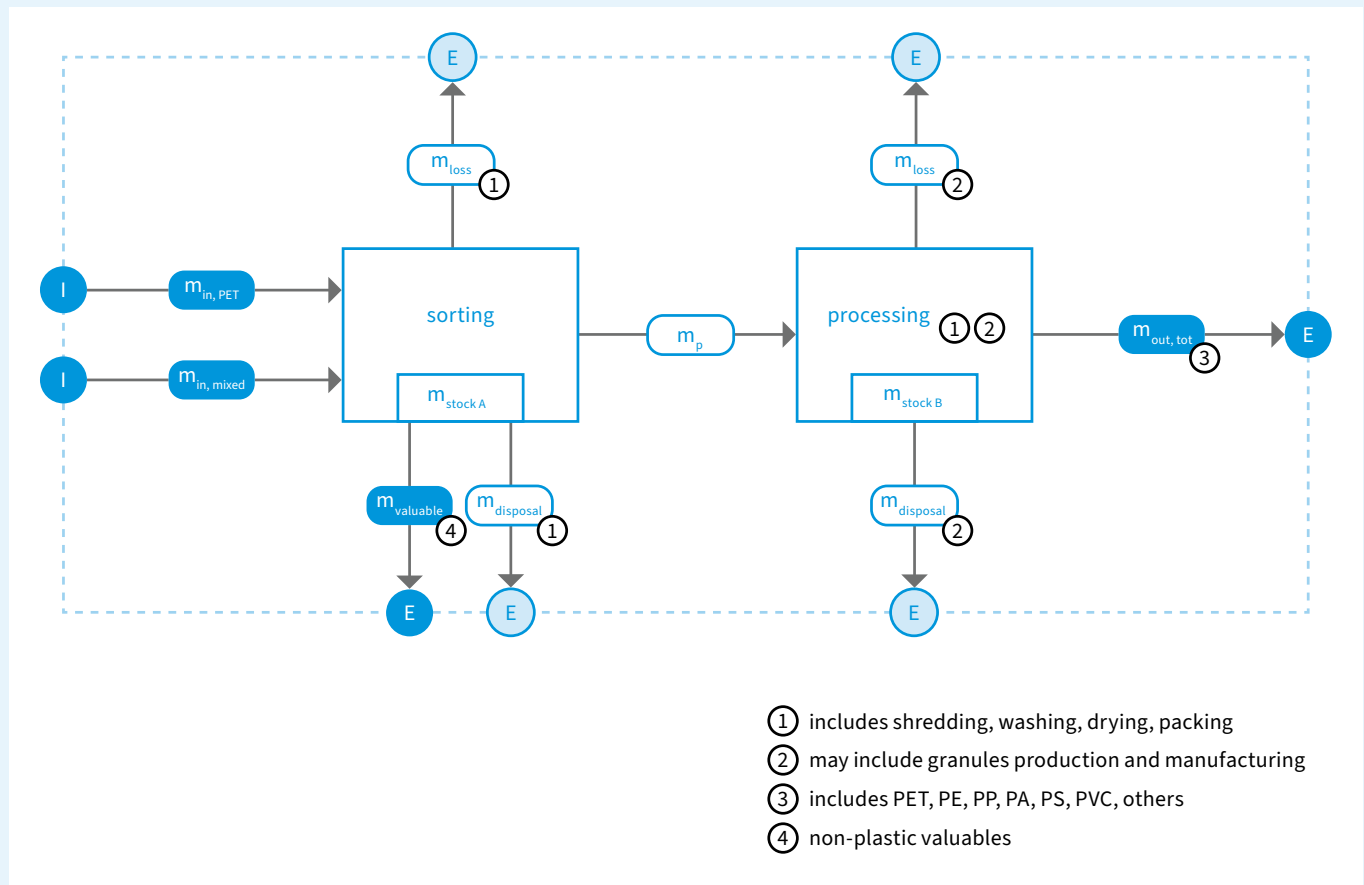 E
E
m loss
1
m loss
2
I
m in, PET
sorting
processing 1 2
m p
m out, tot
3
E
I
m in, mixed
m stock A
m stock B
m valuable
4
m disposal
1
m disposal
2
E
E
E
1 includes shredding, washing, drying, packing
2 may include granules production and manufacturing
3 includes PET, PE, PP, PA, PS, PVC, others
4 non-plastic valuables